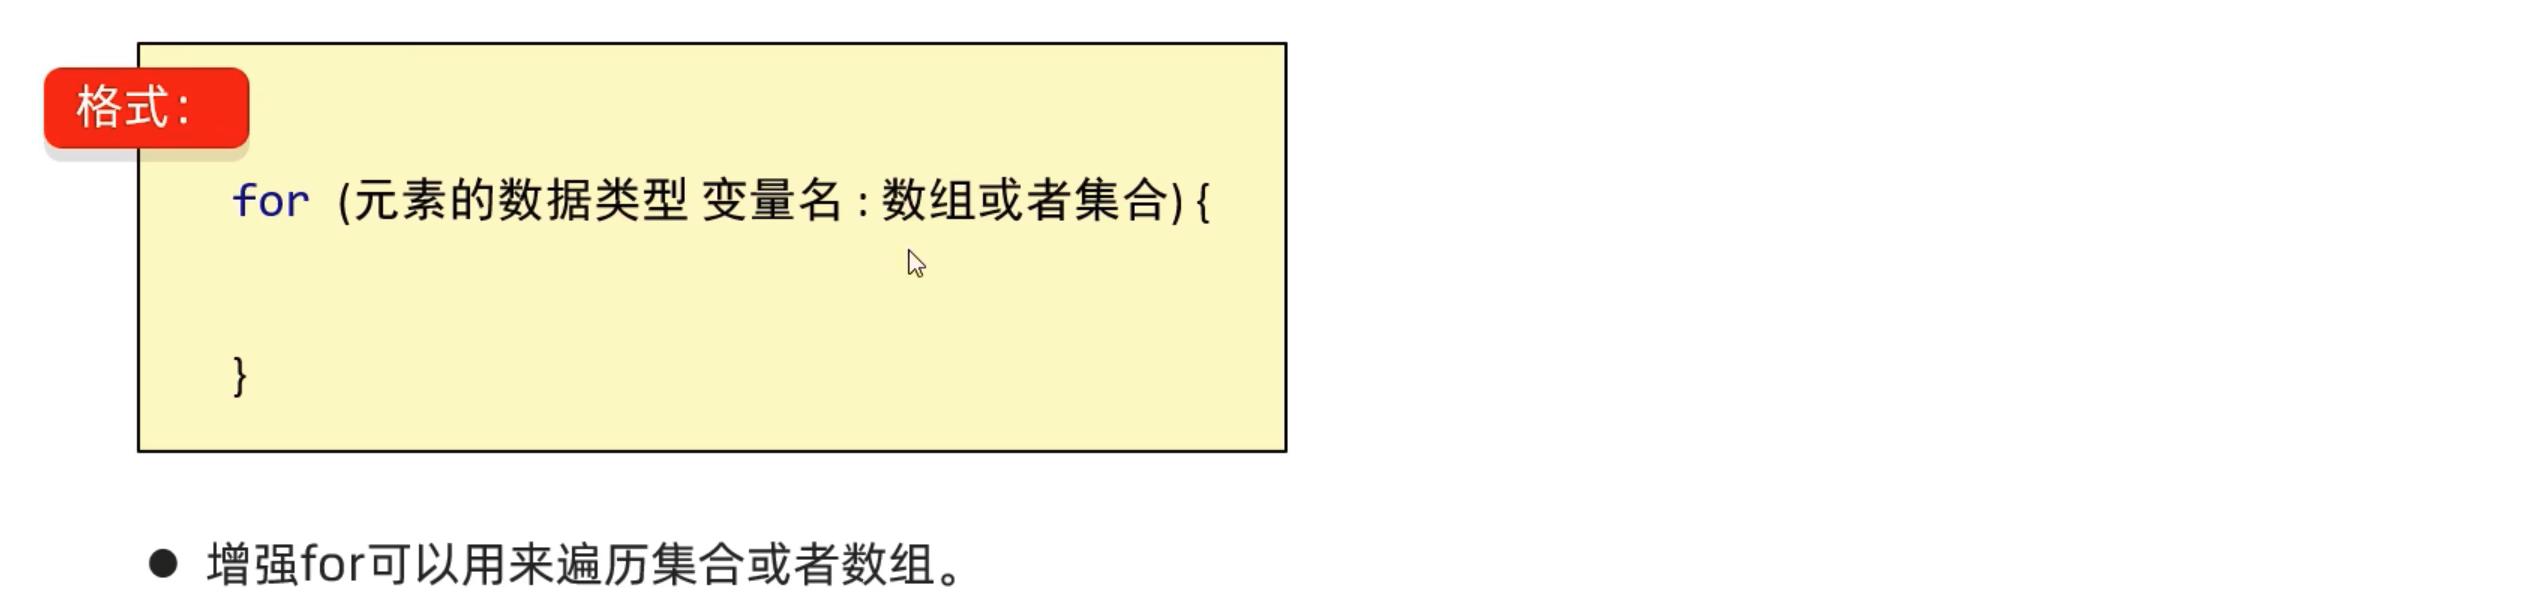 格式：
for (元素的数据类型 变量名 : 数组或者集合) {
}
● 增强for可以用来遍历集合或者数组。